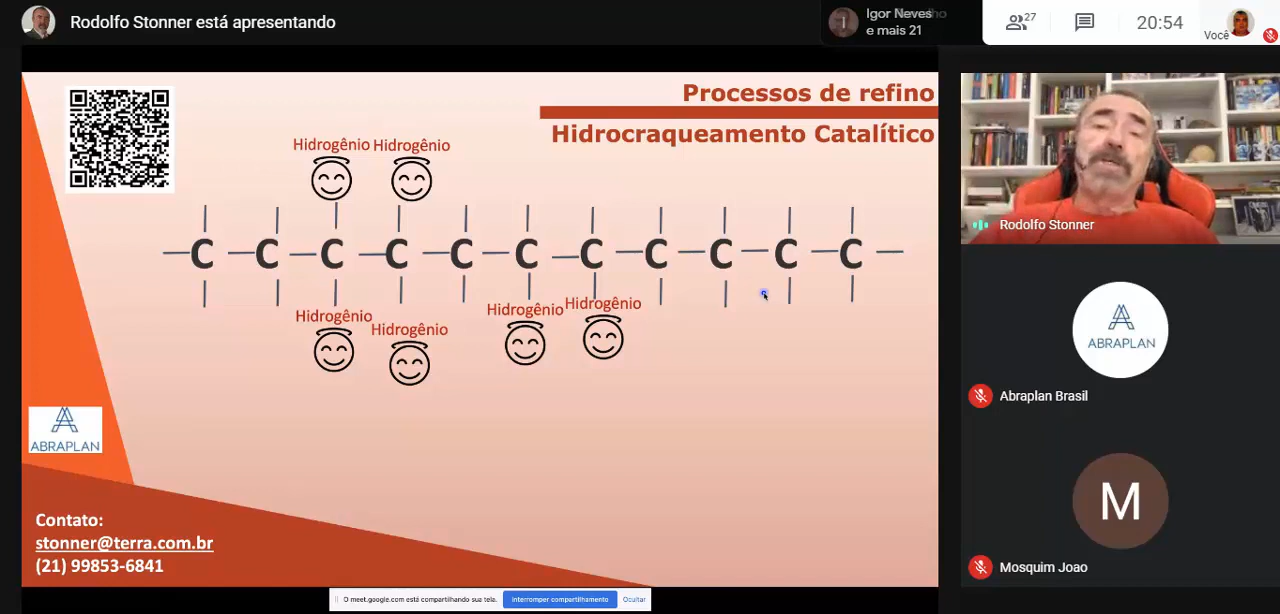 Rodolfo Stonner está apresentando
Igor Neves
e mais 21
27
20:54
Você
Processos de refino
Hidrocraqueamento Catalítico
Hidrogênio Hidrogênio
C C C C C C C C C C C
Hidrogênio
Hidrogênio
Hidrogênio
Hidrogênio
ABRAPLAN
Contato:
stonner@terra.com.br
(21) 99853-6841
Rodolfo Stonner
ABRAPLAN
Abraplan Brasil
M
Mosquim Joao
O meet.google.com está compartilhando sua tela.
Interromper compartilhamento
Ocultar